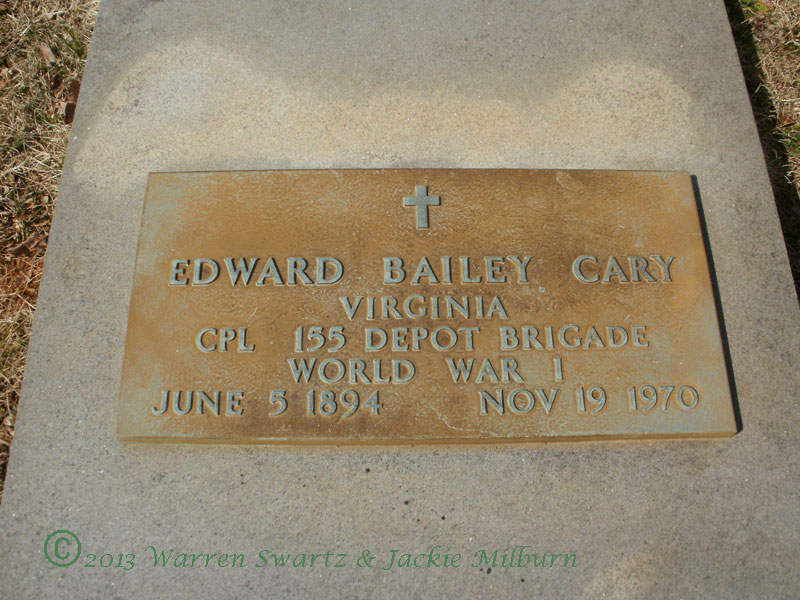 EDWARD BAILEY CARY
VIRGINIA
CPL 155 DEPOT BRIGADE
WORLD WAR I
JUNE 5 1894 NOV 19 1970
©2013 Warren Swartz & Jackie Milburn